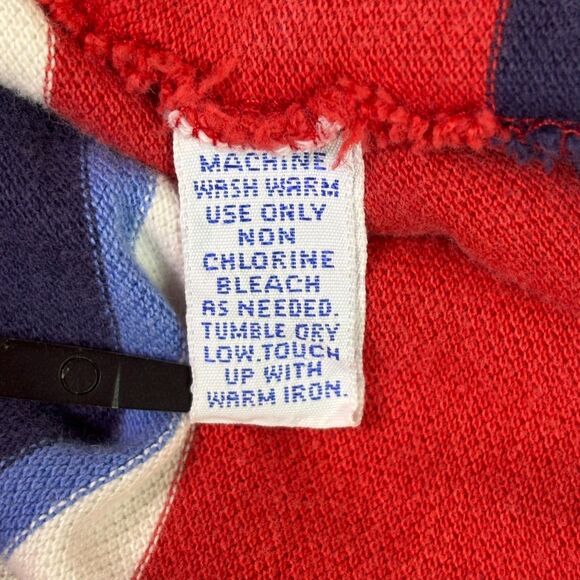 MACHINE
WASH WARM
USE ONLY
NON
CHLORINE
BLEACH
AS NEEDED.
TUMBLE DRY
LOW.TOUCH
UP WITH
WARM IRON.